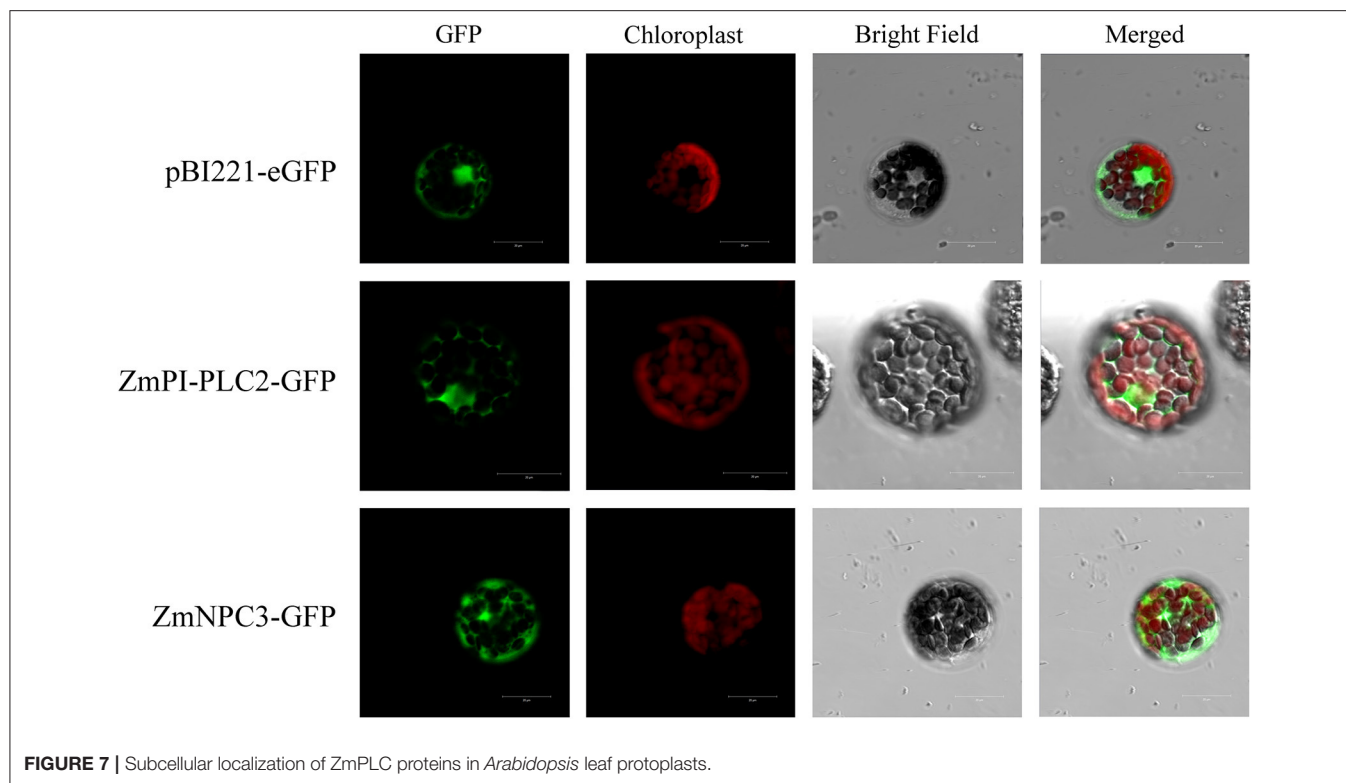 GFP Chloroplast Bright Field Merged
pBI221-eGFP
ZmPI-PLC2-GFP
ZmNPC3-GFP
FIGURE 7 | Subcellular localization of ZmPLC proteins in Arabidopsis leaf protoplasts.